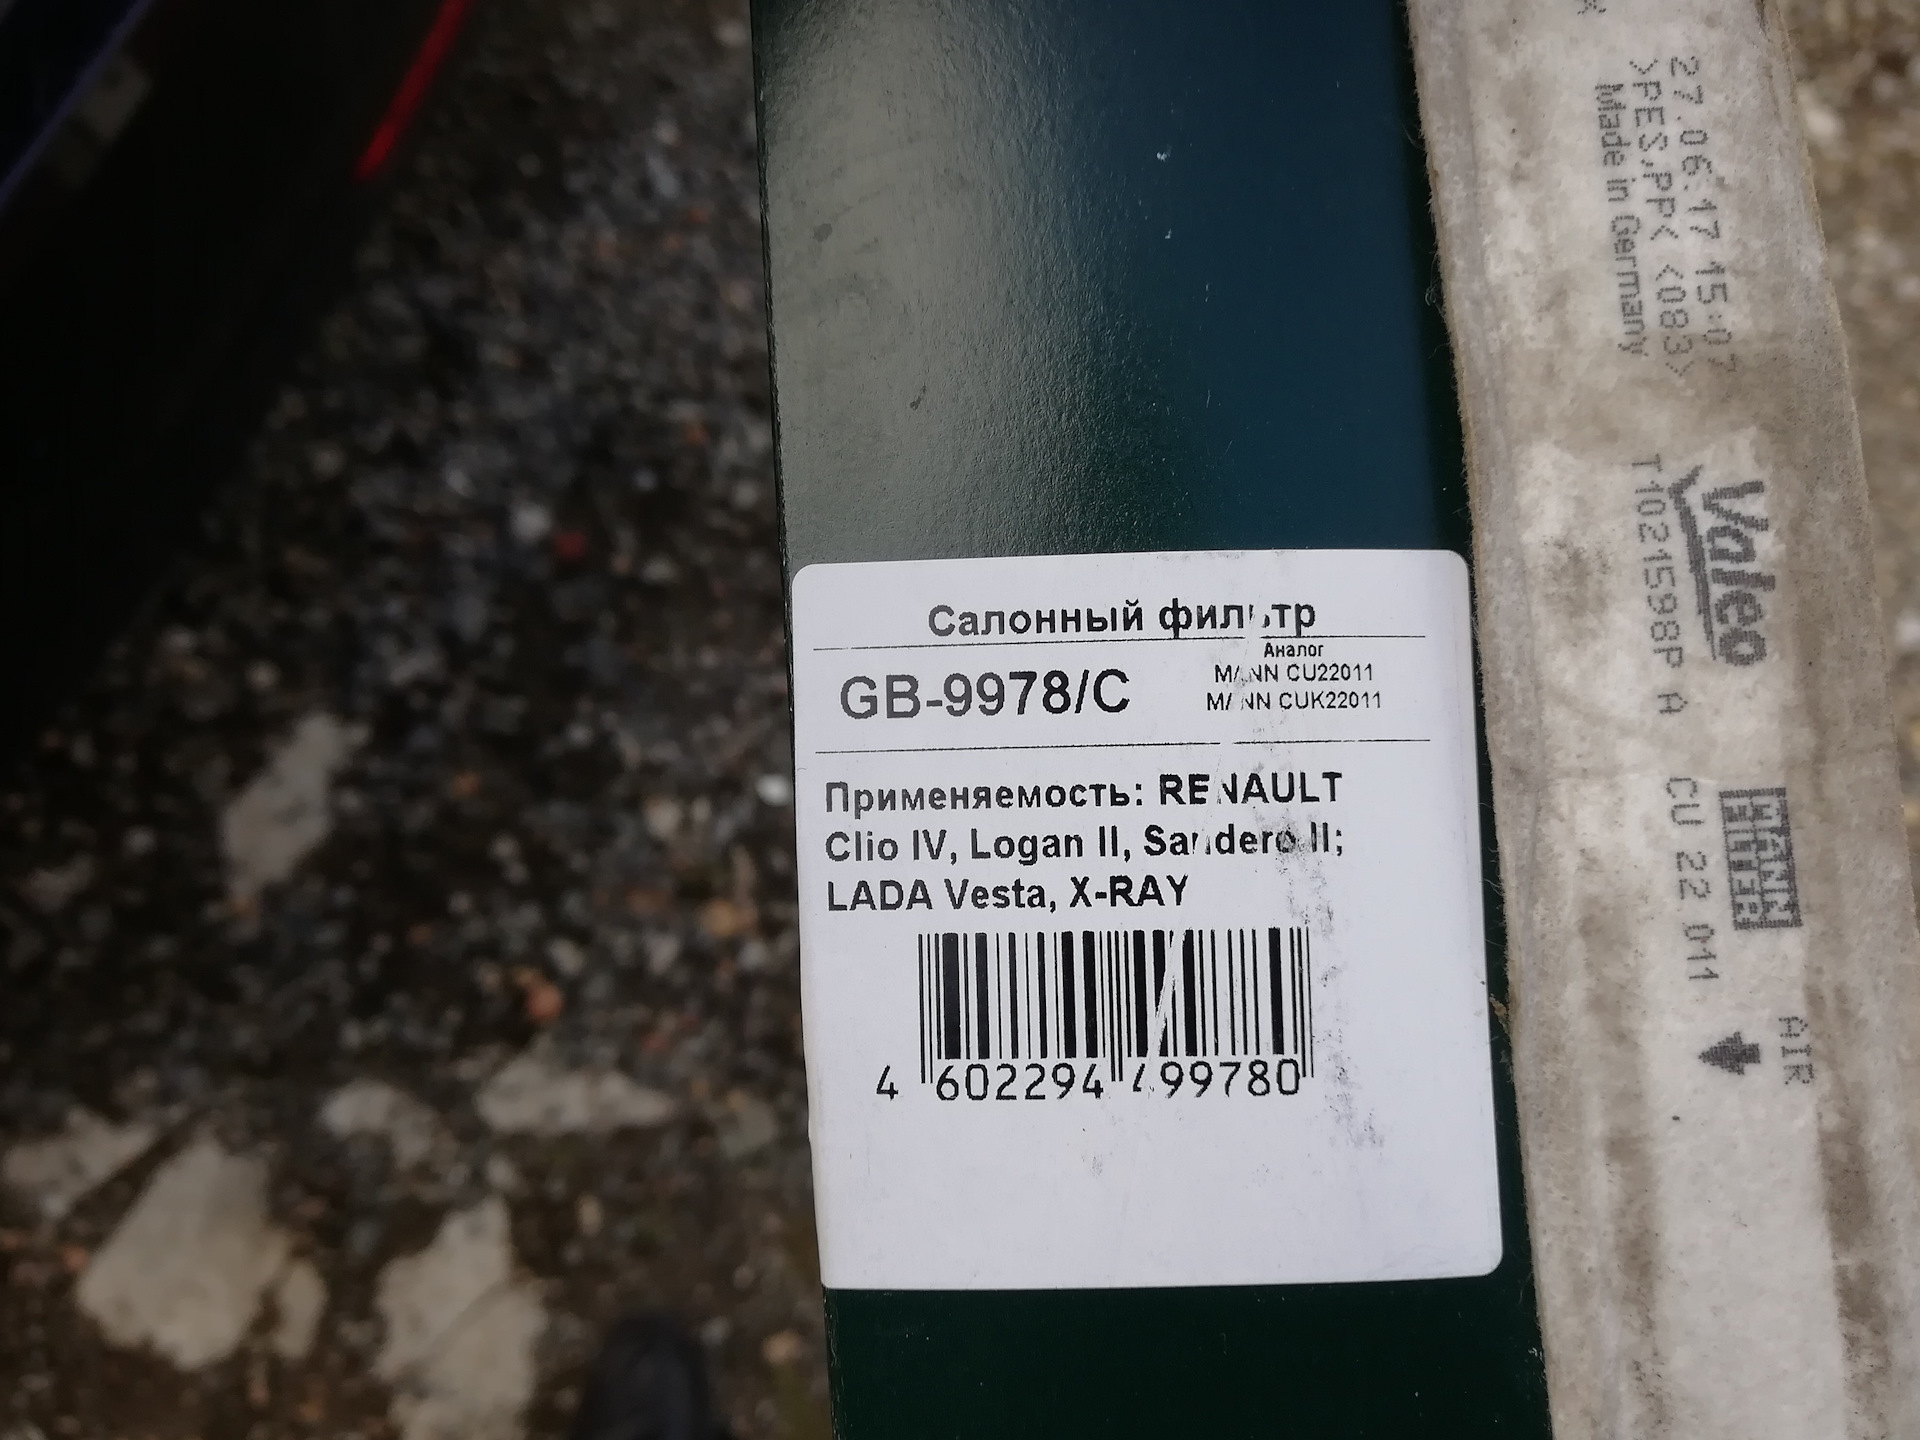 Салонный фильтр
GB-9978/C
Аналог
MANN CU22011
MANN CUK22011
Применяемость: RENAULT
Clio IV, Logan II, Sandero II;
LADA Vesta, X-RAY
4 602294 499780
27.06.17 15:07
>PES,PP< <083>
Made in Germany
Valeo
T1021598P A
MANN
FILTER
CU 22 011
AIR